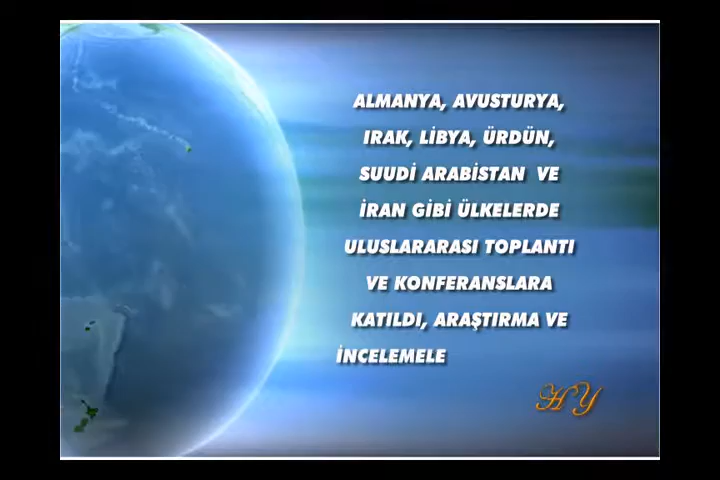 ALMANYA, AVUSTURYA,
IRAK, LİBYA, ÜRDÜN,
SUUDİ ARABİSTAN VE
İRAN GİBİ ÜLKELERDE
ULUSLARARASI TOPLANTI
VE KONFERANSLARA
KATILDI, ARAŞTIRMA VE
İNCELEMELE
HY